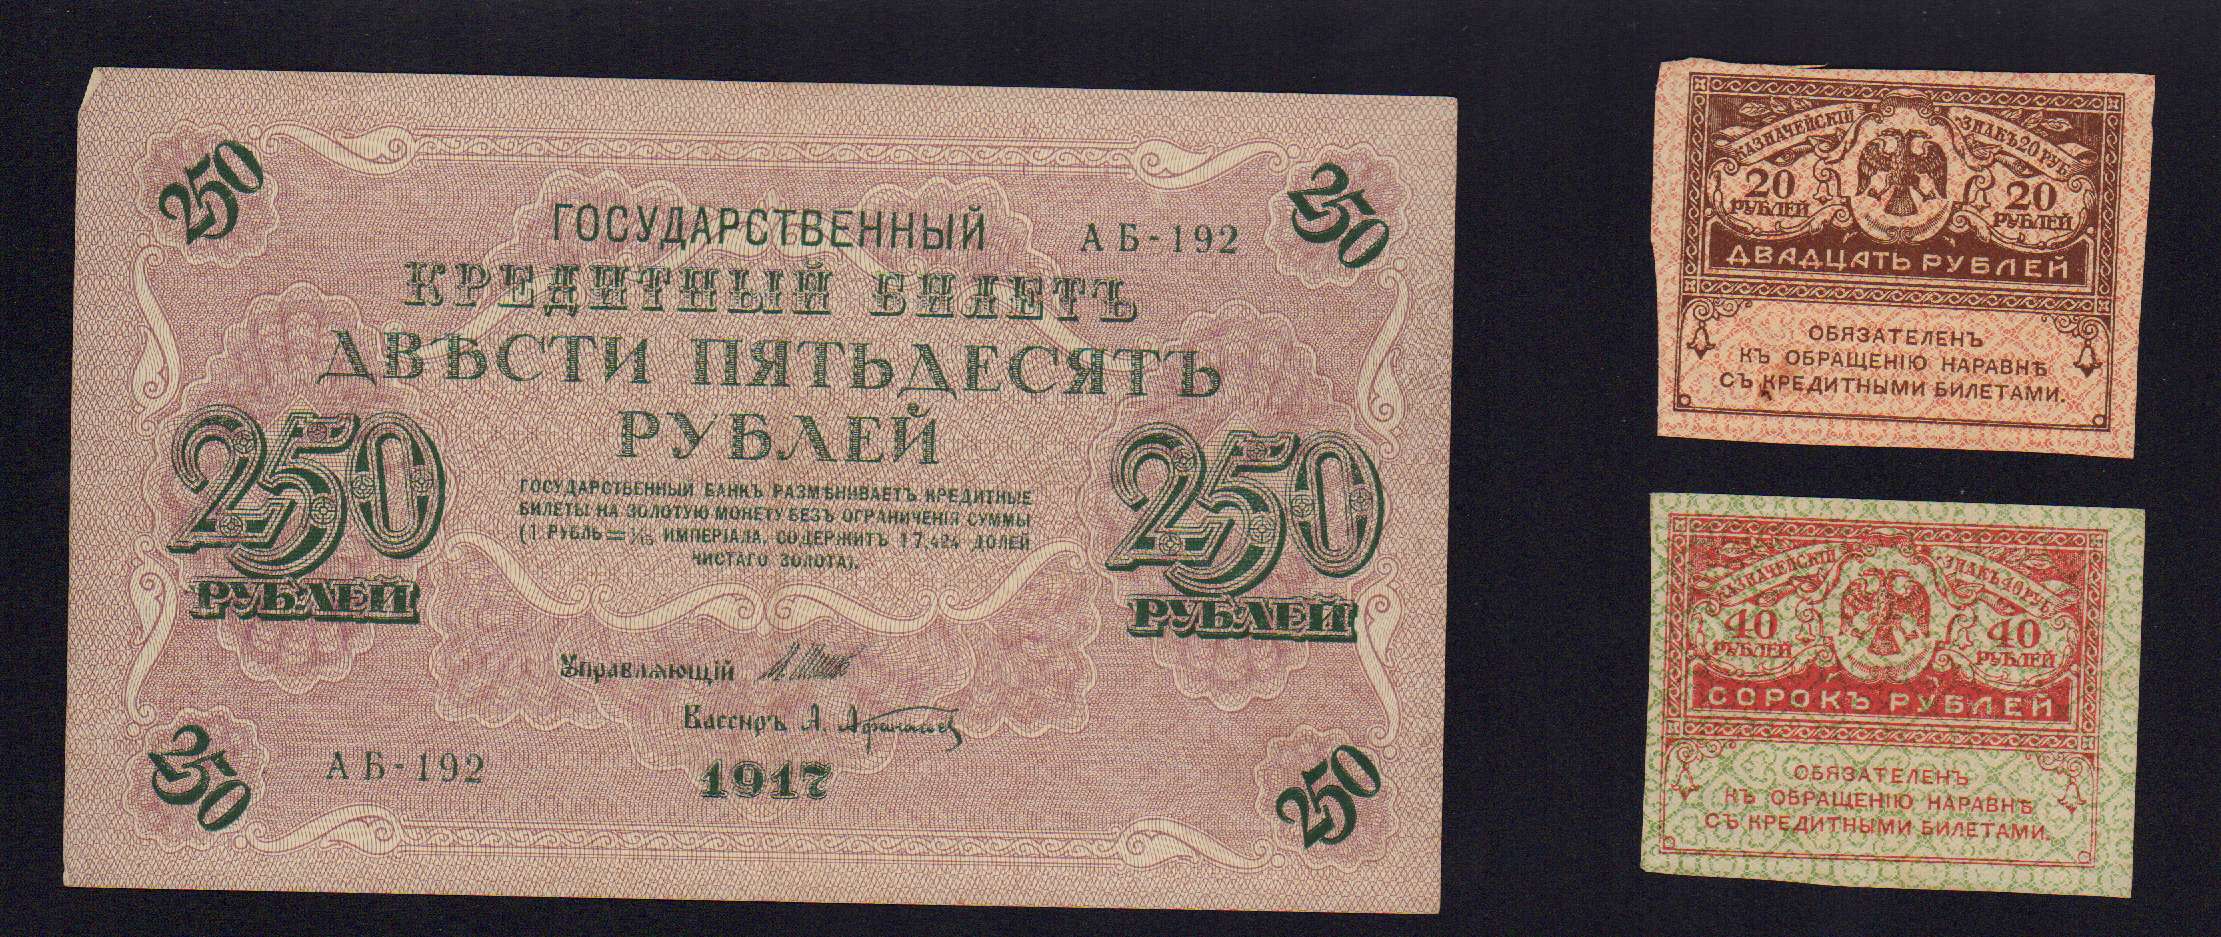 250
250
ГОСУДАРСТВЕННЫЙ
АБ-192
КРЕДИТНЫЙ БИЛЕТЪ
ДВѢСТИ ПЯТЬДЕСЯТЪ
РУБЛЕЙ
250
РУБЛЕЙ
250
РУБЛЕЙ
ГОСУДАРСТВЕННЫЙ БАНКЪ РАЗМѢНИВАЕТЪ КРЕДИТНЫЕ
БИЛЕТЫ НА ЗОЛОТУЮ МОНЕТУ БЕЗЪ ОГРАНИЧЕНІЯ СУММЫ
(1 РУБЛЬ = 1/15 ИМПЕРІАЛА, СОДЕРЖИТЪ 17,424 ДОЛЕЙ
ЧИСТАГО ЗОЛОТА).
Управляющій
Кассиръ А. Афанасьев
АБ-192
1917
250
250
КАЗНАЧЕЙСКІЙ ЗНАКЪ 20 РУБ.
20
РУБЛЕЙ
20
РУБЛЕЙ
ДВАДЦАТЬ РУБЛЕЙ
ОБЯЗАТЕЛЕНЪ
КЪ ОБРАЩЕНІЮ НАРАВНѢ
СЪ КРЕДИТНЫМИ БИЛЕТАМИ.
КАЗНАЧЕЙСКІЙ ЗНАКЪ 40 РУБ.
40
РУБЛЕЙ
40
РУБЛЕЙ
СОРОКЪ РУБЛЕЙ
ОБЯЗАТЕЛЕНЪ
КЪ ОБРАЩЕНІЮ НАРАВНѢ
СЪ КРЕДИТНЫМИ БИЛЕТАМИ.